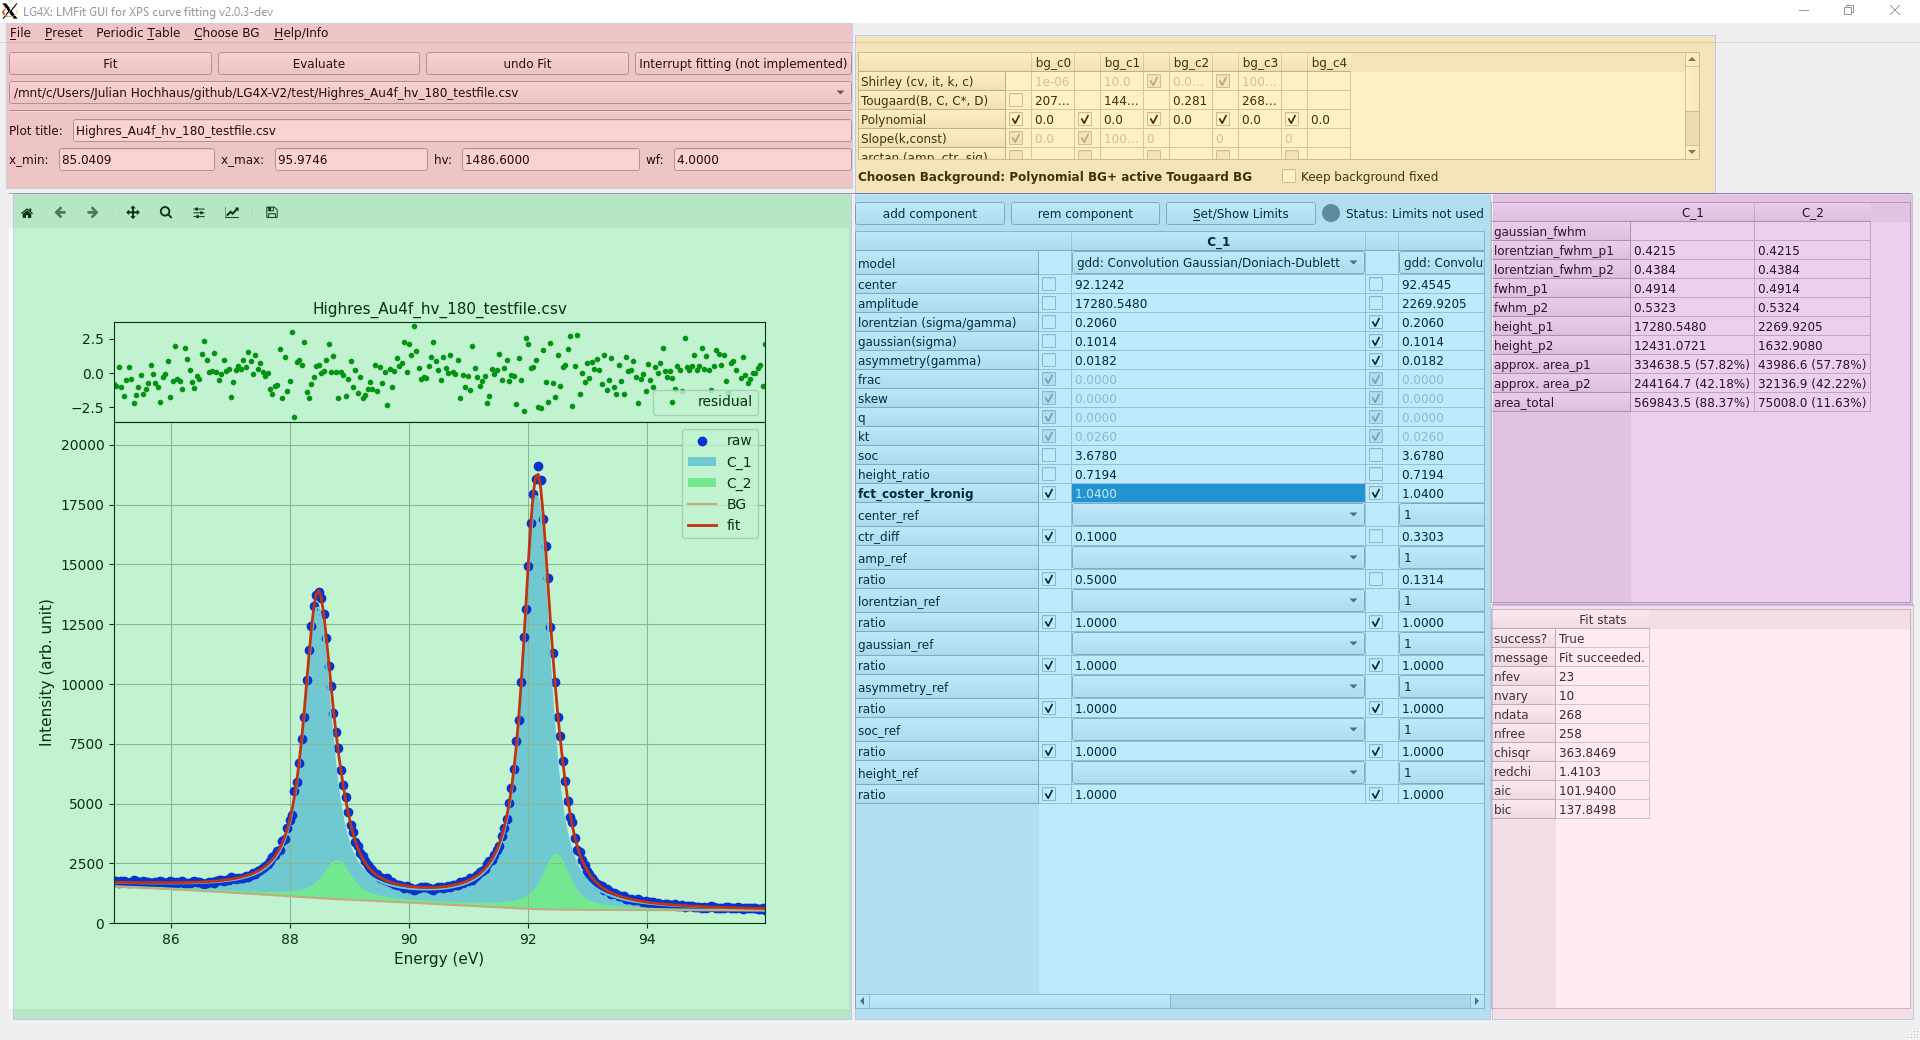 LG4X: LMFit GUI for XPS curve fitting v2.0.3-dev
File Preset Periodic Table Choose BG Help/Info
Fit Evaluate undo Fit Interrupt fitting (not implemented)
/mnt/c/Users/Julian Hochhaus/github/LG4X-V2/test/Highres_Au4f_hv_180_testfile.csv
Plot title: Highres_Au4f_hv_180_testfile.csv
x_min: 85.0409 x_max: 95.9746 hv: 1486.6000 wf: 4.0000
bg_c0 bg_c1 bg_c2 bg_c3 bg_c4
Shirley (cv, it, k, c) 1e-06 10.0 0.0... 100...
Tougaard(B, C, C*, D) 207... 144... 0.281 268...
Polynomial 0.0 0.0 0.0 0.0 0.0
Slope(k,const) 0.0 100... 0 0 0
arctan (amp, ctr, sig)
Choosen Background: Polynomial BG+ active Tougaard BG Keep background fixed
Highres_Au4f_hv_180_testfile.csv
2.5
0.0
−2.5
residual
20000
17500
15000
12500
10000
7500
5000
2500
0
Intensity (arb. unit)
raw
C_1
C_2
BG
fit
86 88 90 92 94
Energy (eV)
add component rem component Set/Show Limits Status: Limits not used
C_1
model gdd: Convolution Gaussian/Doniach-Dublett gdd: Convolu
center 92.1242 92.4545
amplitude 17280.5480 2269.9205
lorentzian (sigma/gamma) 0.2060 0.2060
gaussian(sigma) 0.1014 0.1014
asymmetry(gamma) 0.0182 0.0182
frac 0.0000 0.0000
skew 0.0000 0.0000
q 0.0000 0.0000
kt 0.0260 0.0260
soc 3.6780 3.6780
height_ratio 0.7194 0.7194
fct_coster_kronig 1.0400 1.0400
center_ref 1
ctr_diff 0.1000 0.3303
amp_ref 1
ratio 0.5000 0.1314
lorentzian_ref 1
ratio 1.0000 1.0000
gaussian_ref 1
ratio 1.0000 1.0000
asymmetry_ref 1
ratio 1.0000 1.0000
soc_ref 1
ratio 1.0000 1.0000
height_ref 1
ratio 1.0000 1.0000
C_1 C_2
gaussian_fwhm
lorentzian_fwhm_p1 0.4215 0.4215
lorentzian_fwhm_p2 0.4384 0.4384
fwhm_p1 0.4914 0.4914
fwhm_p2 0.5323 0.5324
height_p1 17280.5480 2269.9205
height_p2 12431.0721 1632.9080
approx. area_p1 334638.5 (57.82%) 43986.6 (57.78%)
approx. area_p2 244164.7 (42.18%) 32136.9 (42.22%)
area_total 569843.5 (88.37%) 75008.0 (11.63%)
Fit stats
success? True
message Fit succeeded.
nfev 23
nvary 10
ndata 268
nfree 258
chisqr 363.8469
redchi 1.4103
aic 101.9400
bic 137.8498